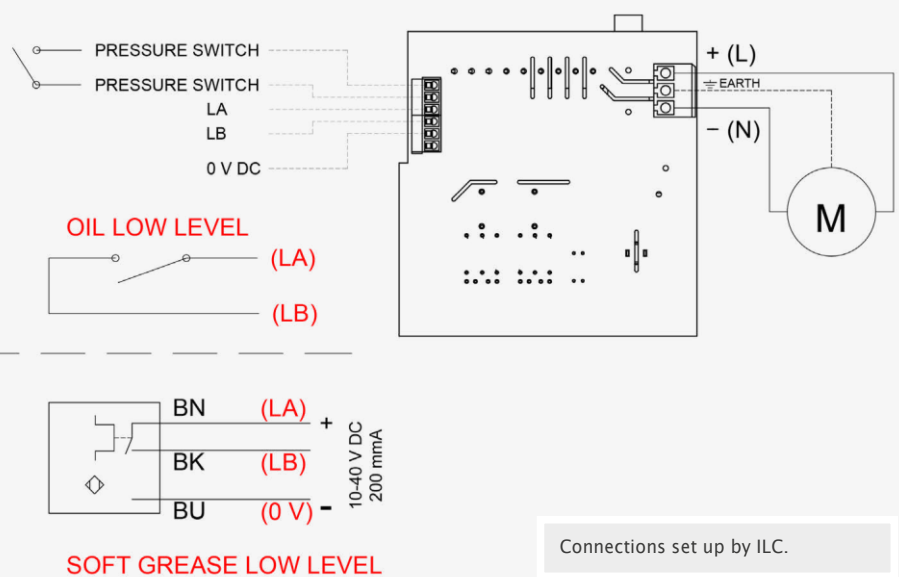 PRESSURE SWITCH
PRESSURE SWITCH
LA
LB
0 V DC
+ (L)
EARTH
− (N)
M
OIL LOW LEVEL
(LA)
(LB)
BN (LA) +
BK (LB)
BU (0 V) -
10-40 V DC
200 mmA
SOFT GREASE LOW LEVEL
Connections set up by ILC.